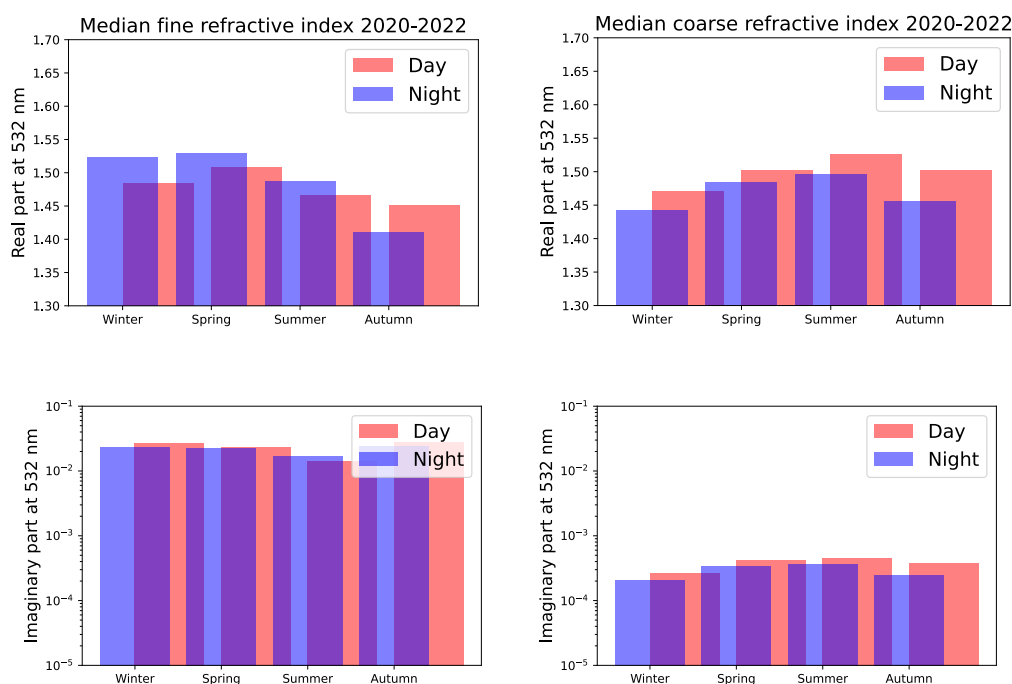 Median fine refractive index 2020-2022
Real part at 532 nm
1.70
1.65
1.60
1.55
1.50
1.45
1.40
1.35
1.30
Day
Night
Winter Spring Summer Autumn
Median coarse refractive index 2020-2022
Real part at 532 nm
1.70
1.65
1.60
1.55
1.50
1.45
1.40
1.35
1.30
Day
Night
Winter Spring Summer Autumn
Imaginary part at 532 nm
10⁻¹
10⁻²
10⁻³
10⁻⁴
10⁻⁵
Day
Night
Winter Spring Summer Autumn
Imaginary part at 532 nm
10⁻¹
10⁻²
10⁻³
10⁻⁴
10⁻⁵
Day
Night
Winter Spring Summer Autumn